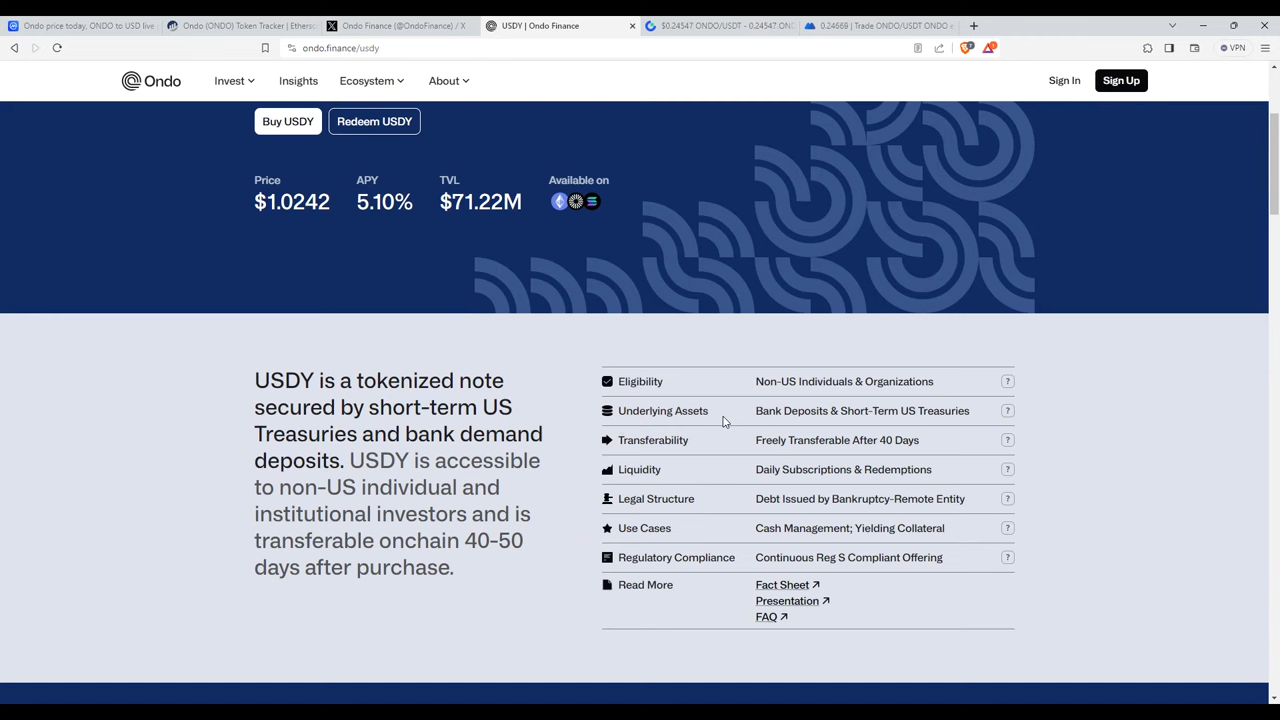 Ondo price today, ONDO to USD live
Ondo (ONDO) Token Tracker | Ethersc
Ondo Finance (@OndoFinance) / X
USDY | Ondo Finance
$0.24547 ONDO/USDT - 0.24547 OND
0.24669 | Trade ONDO/USDT ONDO
ondo.finance/usdy
VPN
Ondo
Invest
Insights
Ecosystem
About
Sign In
Sign Up
Buy USDY
Redeem USDY
Price
APY
TVL
Available on
$1.0242
5.10%
$71.22M
USDY is a tokenized note
secured by short-term US
Treasuries and bank demand
deposits. USDY is accessible
to non-US individual and
institutional investors and is
transferable onchain 40-50
days after purchase.
Eligibility Non-US Individuals & Organizations ?
Underlying Assets Bank Deposits & Short-Term US Treasuries ?
Transferability Freely Transferable After 40 Days ?
Liquidity Daily Subscriptions & Redemptions ?
Legal Structure Debt Issued by Bankruptcy-Remote Entity ?
Use Cases Cash Management; Yielding Collateral ?
Regulatory Compliance Continuous Reg S Compliant Offering ?
Read More Fact Sheet
Presentation
FAQ